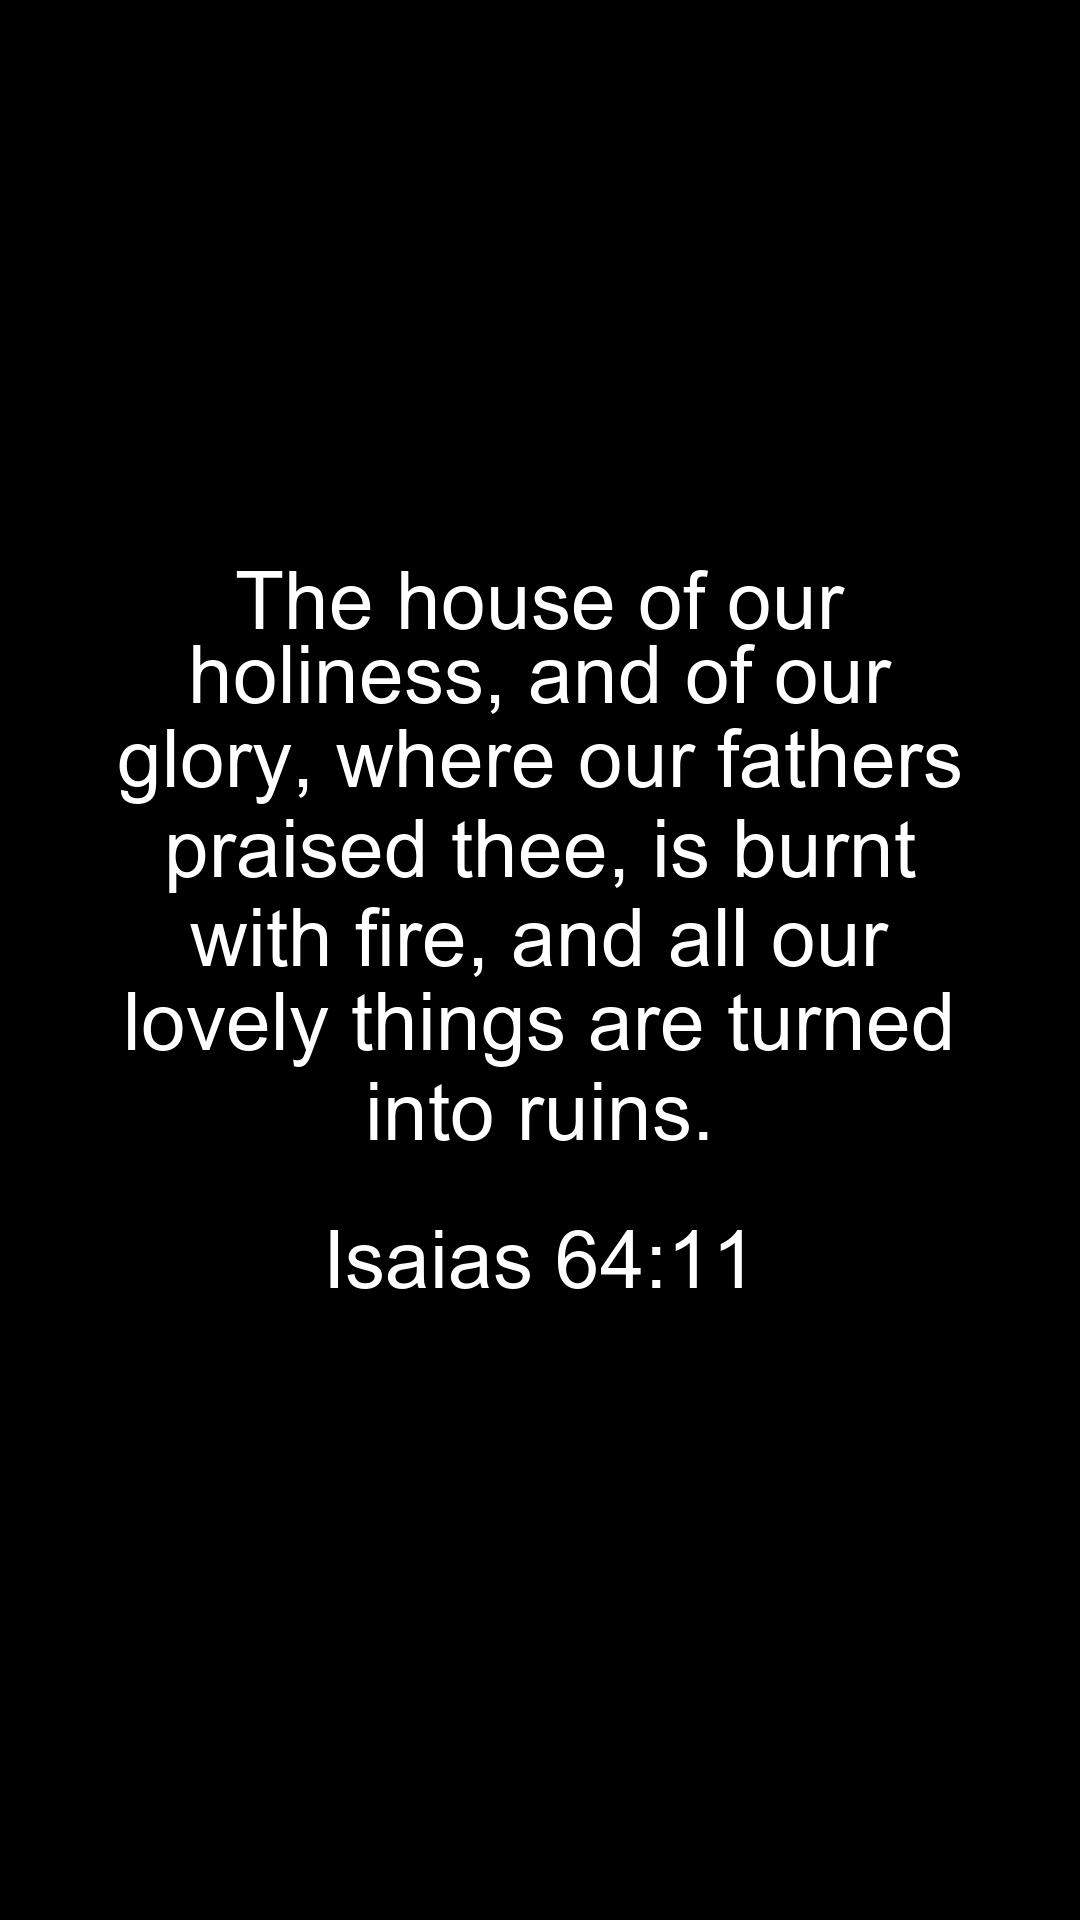 The house of our
holiness, and of our
glory, where our fathers
praised thee, is burnt
with fire, and all our
lovely things are turned
into ruins.
Isaias 64:11